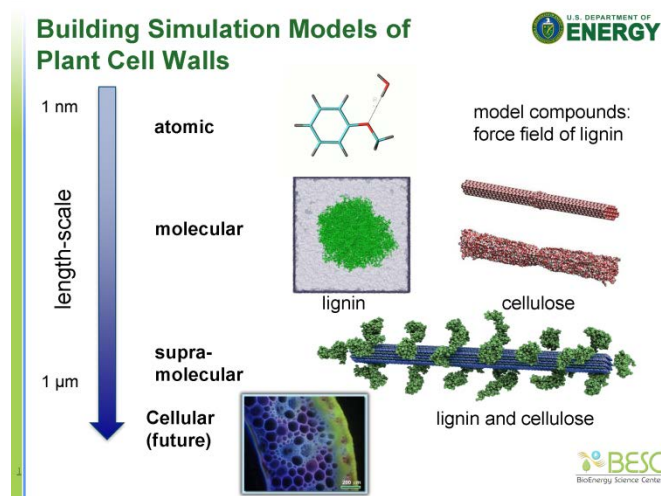 Building Simulation Models of
Plant Cell Walls
U.S. DEPARTMENT OF
ENERGY
1 nm
atomic
model compounds:
force field of lignin
length-scale
molecular
lignin
cellulose
supra-
molecular
1 µm
lignin and cellulose
Cellular
(future)
200 µm
BESC
BioEnergy Science Center
1